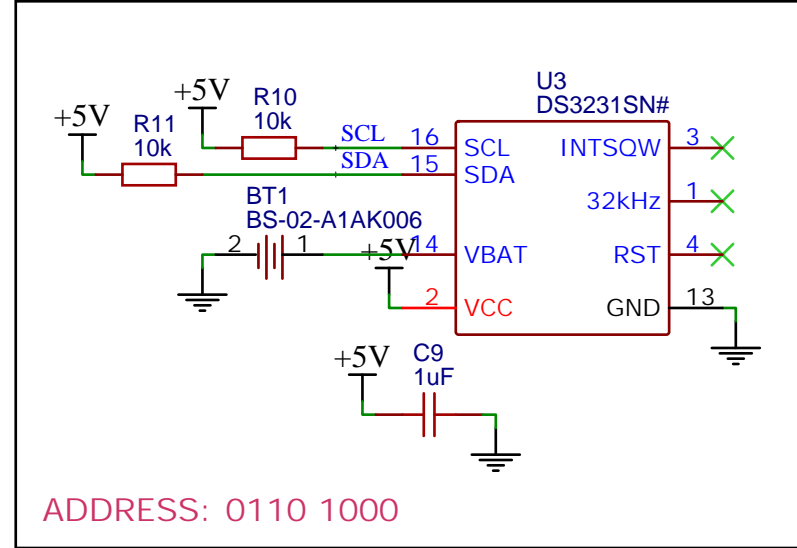 U3
DS3231SN#
+5V
+5V
R10
10k
R11
10k
SCL
SDA
16
15
SCL
SDA
INTSQW
3
32kHz
1
BT1
BS-02-A1AK006
2
1
+5V
14
VBAT
RST
4
2
VCC
GND
13
+5V
C9
1uF
ADDRESS: 0110 1000